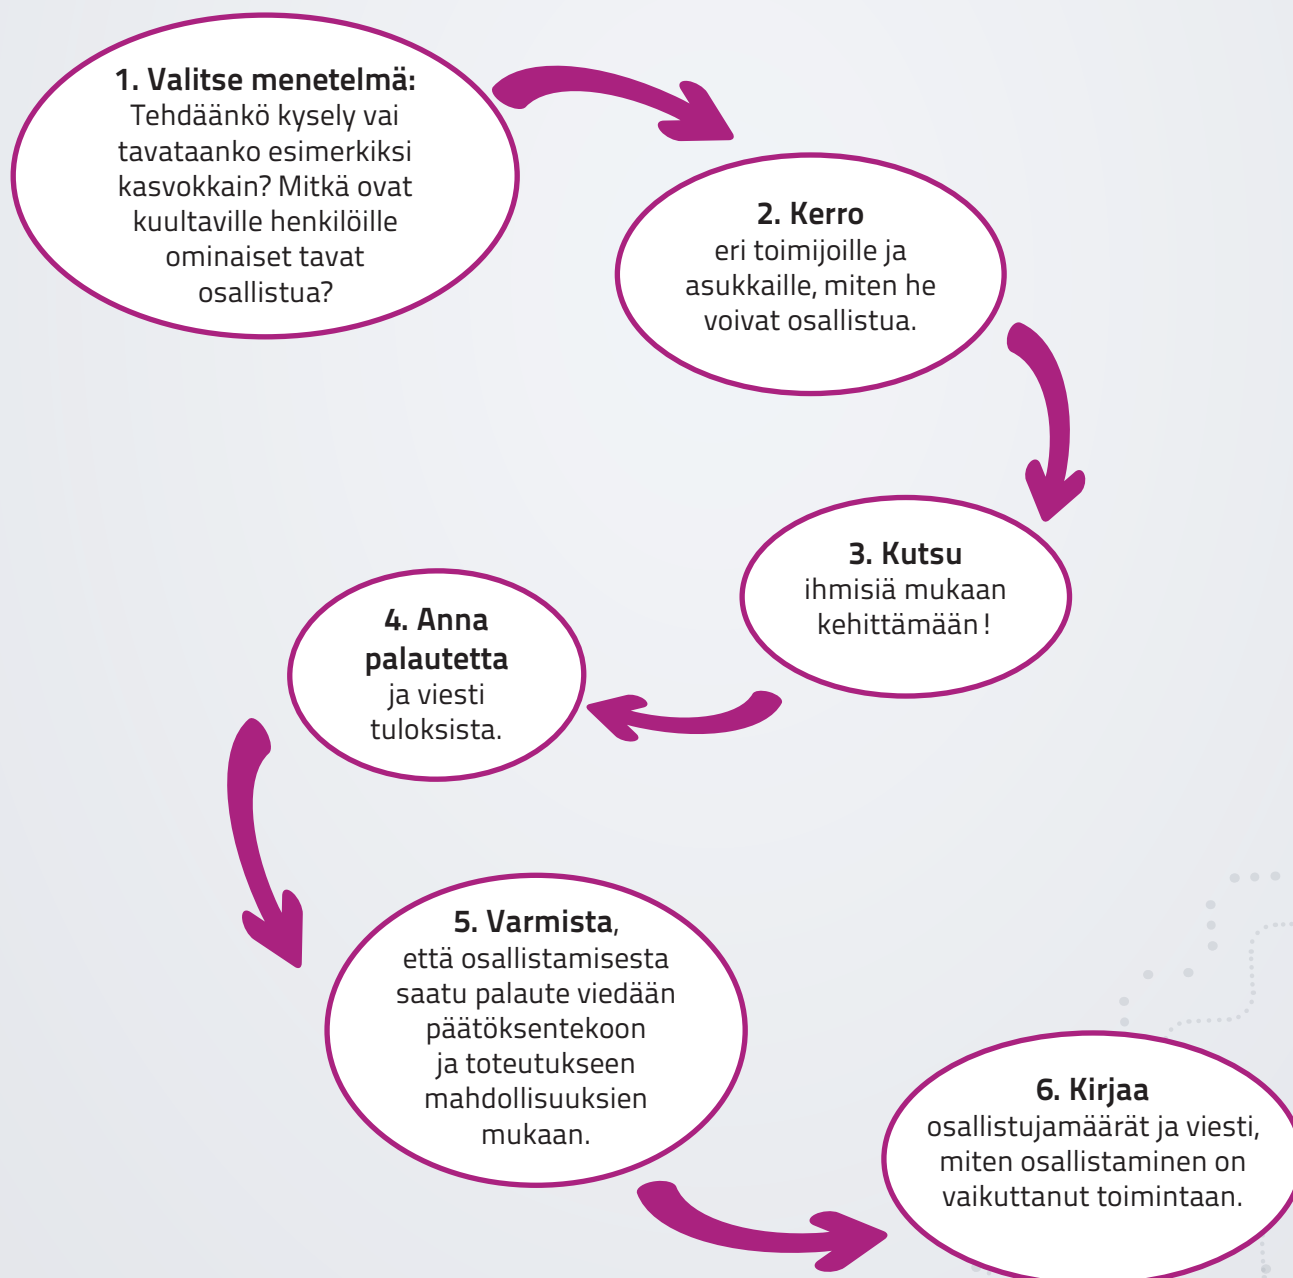 1. Valitse menetelmä:
Tehdäänkö kysely vai
tavataanko esimerkiksi
kasvokkain? Mitkä ovat
kuultaville henkilöille
ominaiset tavat
osallistua?
2. Kerro
eri toimijoille ja
asukkaille, miten he
voivat osallistua.
3. Kutsu
ihmisiä mukaan
kehittämään!
4. Anna
palautetta
ja viesti
tuloksista.
5. Varmista,
että osallistamisesta
saatu palaute viedään
päätöksentekoon
ja toteutukseen
mahdollisuuksien
mukaan.
6. Kirjaa
osallistujamäärät ja viesti,
miten osallistaminen on
vaikuttanut toimintaan.